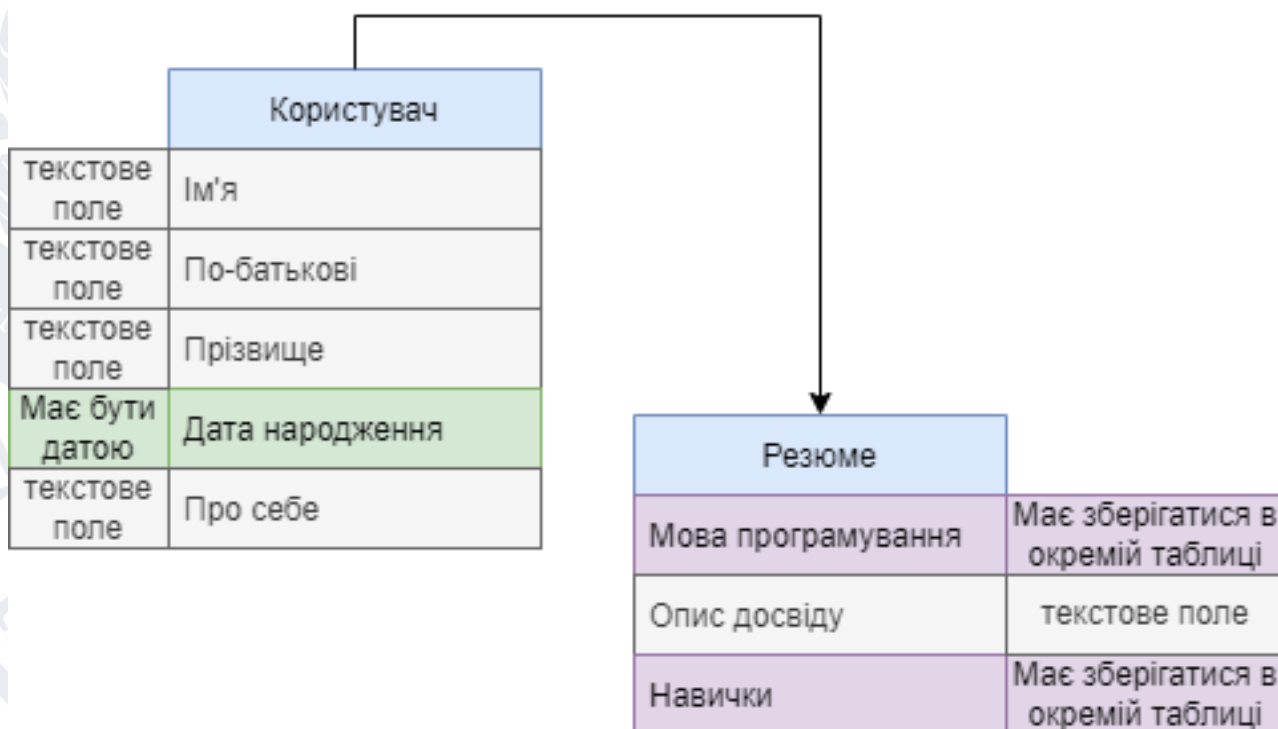 Користувач
текстове
поле
Ім'я
текстове
поле
По-батькові
текстове
поле
Прізвище
Має бути
датою
Дата народження
текстове
поле
Про себе
Резюме
Мова програмування
Має зберігатися в
окремій таблиці
Опис досвіду
текстове поле
Навички
Має зберігатися в
окремій таблиці